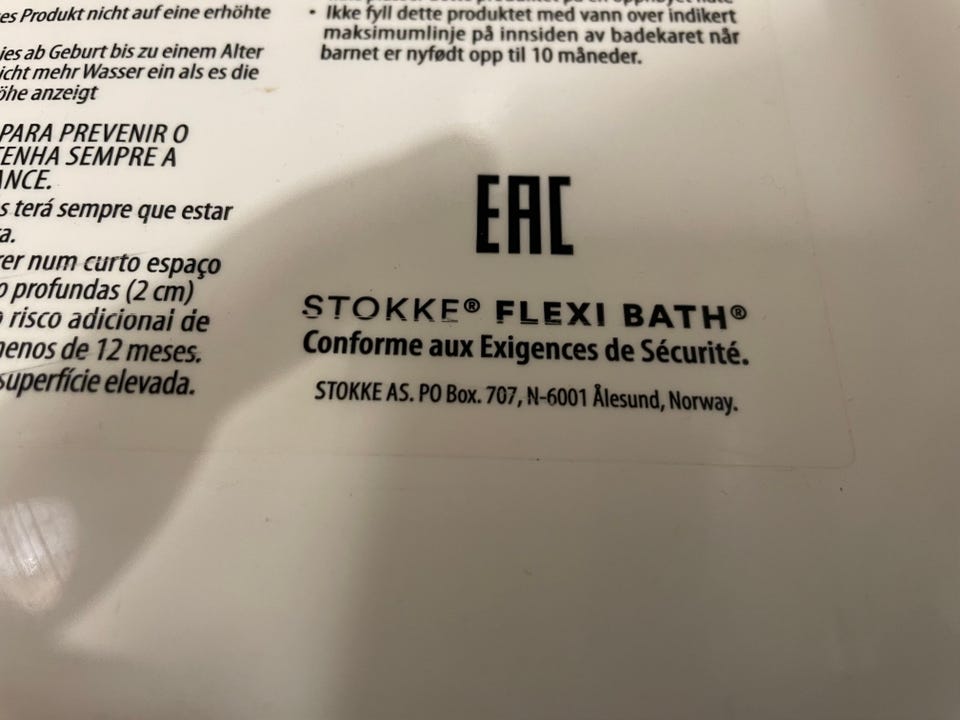 es Produkt nicht auf eine erhöhte
ies ab Geburt bis zu einem Alter
icht mehr Wasser ein als es die
öhe anzeigt
PARA PREVENIR O
TENHA SEMPRE A
ANCE.
s terá sempre que estar
a.
rer num curto espaço
o profundas (2 cm)
o risco adicional de
nenos de 12 meses.
superfície elevada.
• Ikke fyll dette produktet med vann over indikert
maksimumlinje på innsiden av badekaret når
barnet er nyfødt opp til 10 måneder.
EAC
STOKKE® FLEXI BATH®
Conforme aux Exigences de Sécurité.
STOKKE AS. PO Box. 707, N-6001 Ålesund, Norway.